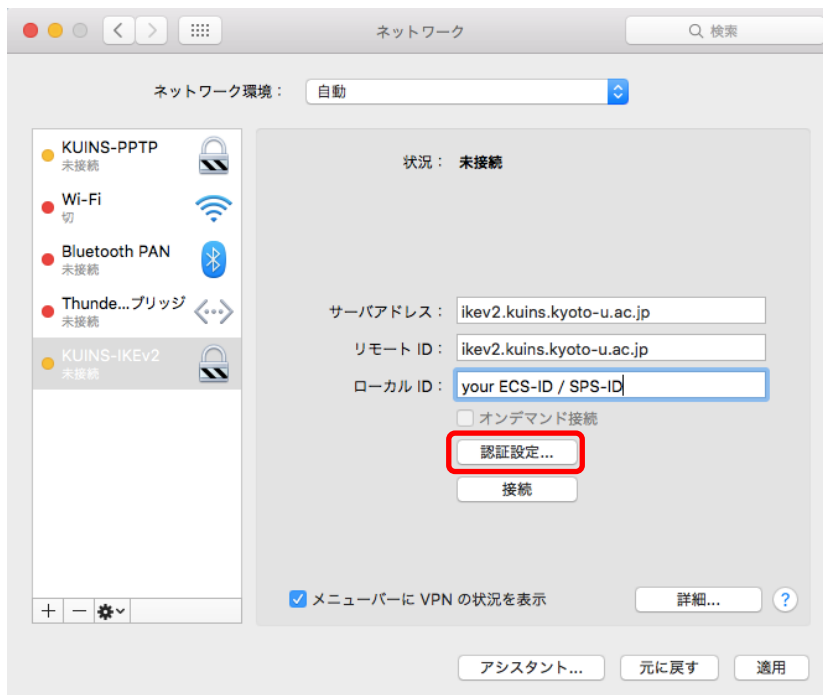 ネットワーク
検索
ネットワーク環境： 自動
KUINS-PPTP
未接続
Wi-Fi
切
Bluetooth PAN
未接続
Thunde...ブリッジ
未接続
KUINS-IKEv2
未接続
状況： 未接続
サーバアドレス： ikev2.kuins.kyoto-u.ac.jp
リモート ID： ikev2.kuins.kyoto-u.ac.jp
ローカル ID： your ECS-ID / SPS-ID
オンデマンド接続
認証設定...
接続
メニューバーに VPN の状況を表示
詳細... ?
アシスタント... 元に戻す 適用